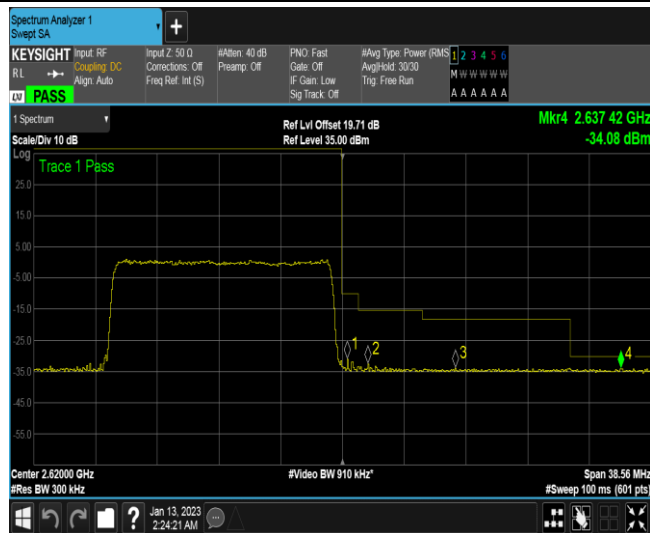 Spectrum Analyzer 1
Swept SA
+
KEYSIGHT
RL
LXI PASS
Input: RF
Coupling: DC
Align: Auto
Input Z: 50 Ω
Corrections: Off
Freq Ref: Int (S)
#Atten: 40 dB
Preamp: Off
PNO: Fast
Gate: Off
IF Gain: Low
Sig Track: Off
#Avg Type: Power (RMS
Avg|Hold: 30/30
Trig: Free Run
1 2 3 4 5 6
M W W W W W
A A A A A A
1 Spectrum
Scale/Div 10 dB
Ref Lvl Offset 19.71 dB
Ref Level 35.00 dBm
Mkr4 2.637 42 GHz
-34.08 dBm
Log
Trace 1 Pass
25.0
15.0
5.00
-5.00
-15.0
-25.0
-35.0
-45.0
-55.0
1
2
3
4
Center 2.62000 GHz
#Video BW 910 kHz*
Span 38.56 MHz
#Res BW 300 kHz
#Sweep 100 ms (601 pts)
?
Jan 13, 2023
2:24:21 AM